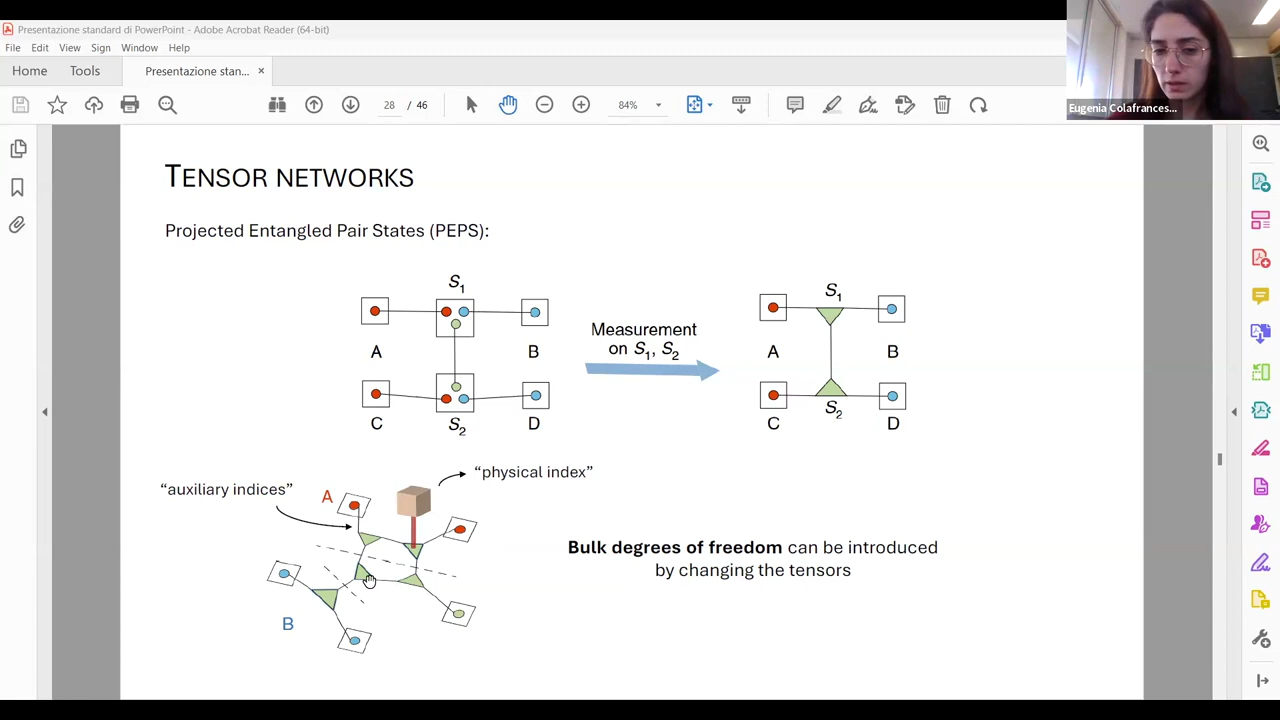 Presentazione standard di PowerPoint - Adobe Acrobat Reader (64-bit)
File Edit View Sign Window Help
Home Tools Presentazione stan... ×
28 / 46 84%
Eugenia Colafrances...
TENSOR NETWORKS
Projected Entangled Pair States (PEPS):
S1
S1
Measurement
on S1, S2
A B
A B
S2
S2
C D
C D
"physical index"
"auxiliary indices"
A
Bulk degrees of freedom can be introduced
by changing the tensors
B